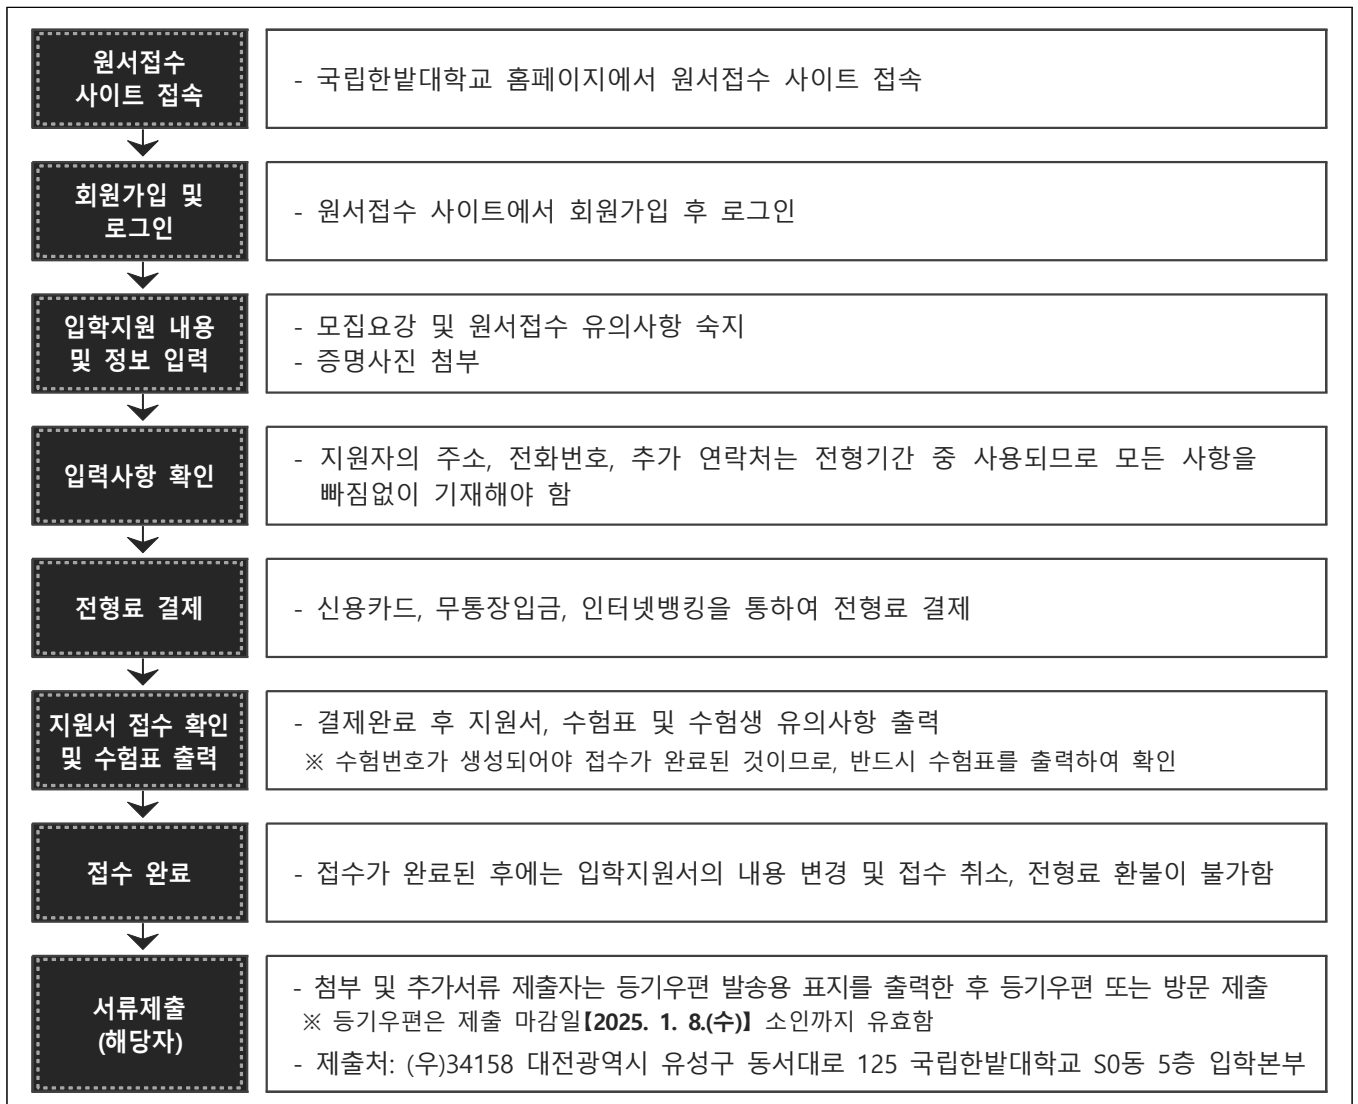 원서접수
사이트 접속
- 국립한밭대학교 홈페이지에서 원서접수 사이트 접속
회원가입 및
로그인
- 원서접수 사이트에서 회원가입 후 로그인
입학지원 내용
및 정보 입력
- 모집요강 및 원서접수 유의사항 숙지
- 증명사진 첨부
입력사항 확인
- 지원자의 주소, 전화번호, 추가 연락처는 전형기간 중 사용되므로 모든 사항을
빠짐없이 기재해야 함
전형료 결제
- 신용카드, 무통장입금, 인터넷뱅킹을 통하여 전형료 결제
지원서 접수 확인
및 수험표 출력
- 결제완료 후 지원서, 수험표 및 수험생 유의사항 출력
※ 수험번호가 생성되어야 접수가 완료된 것이므로, 반드시 수험표를 출력하여 확인
접수 완료
- 접수가 완료된 후에는 입학지원서의 내용 변경 및 접수 취소, 전형료 환불이 불가함
서류제출
(해당자)
- 첨부 및 추가서류 제출자는 등기우편 발송용 표지를 출력한 후 등기우편 또는 방문 제출
※ 등기우편은 제출 마감일【2025. 1. 8.(수)】 소인까지 유효함
- 제출처: (우)34158 대전광역시 유성구 동서대로 125 국립한밭대학교 S0동 5층 입학본부